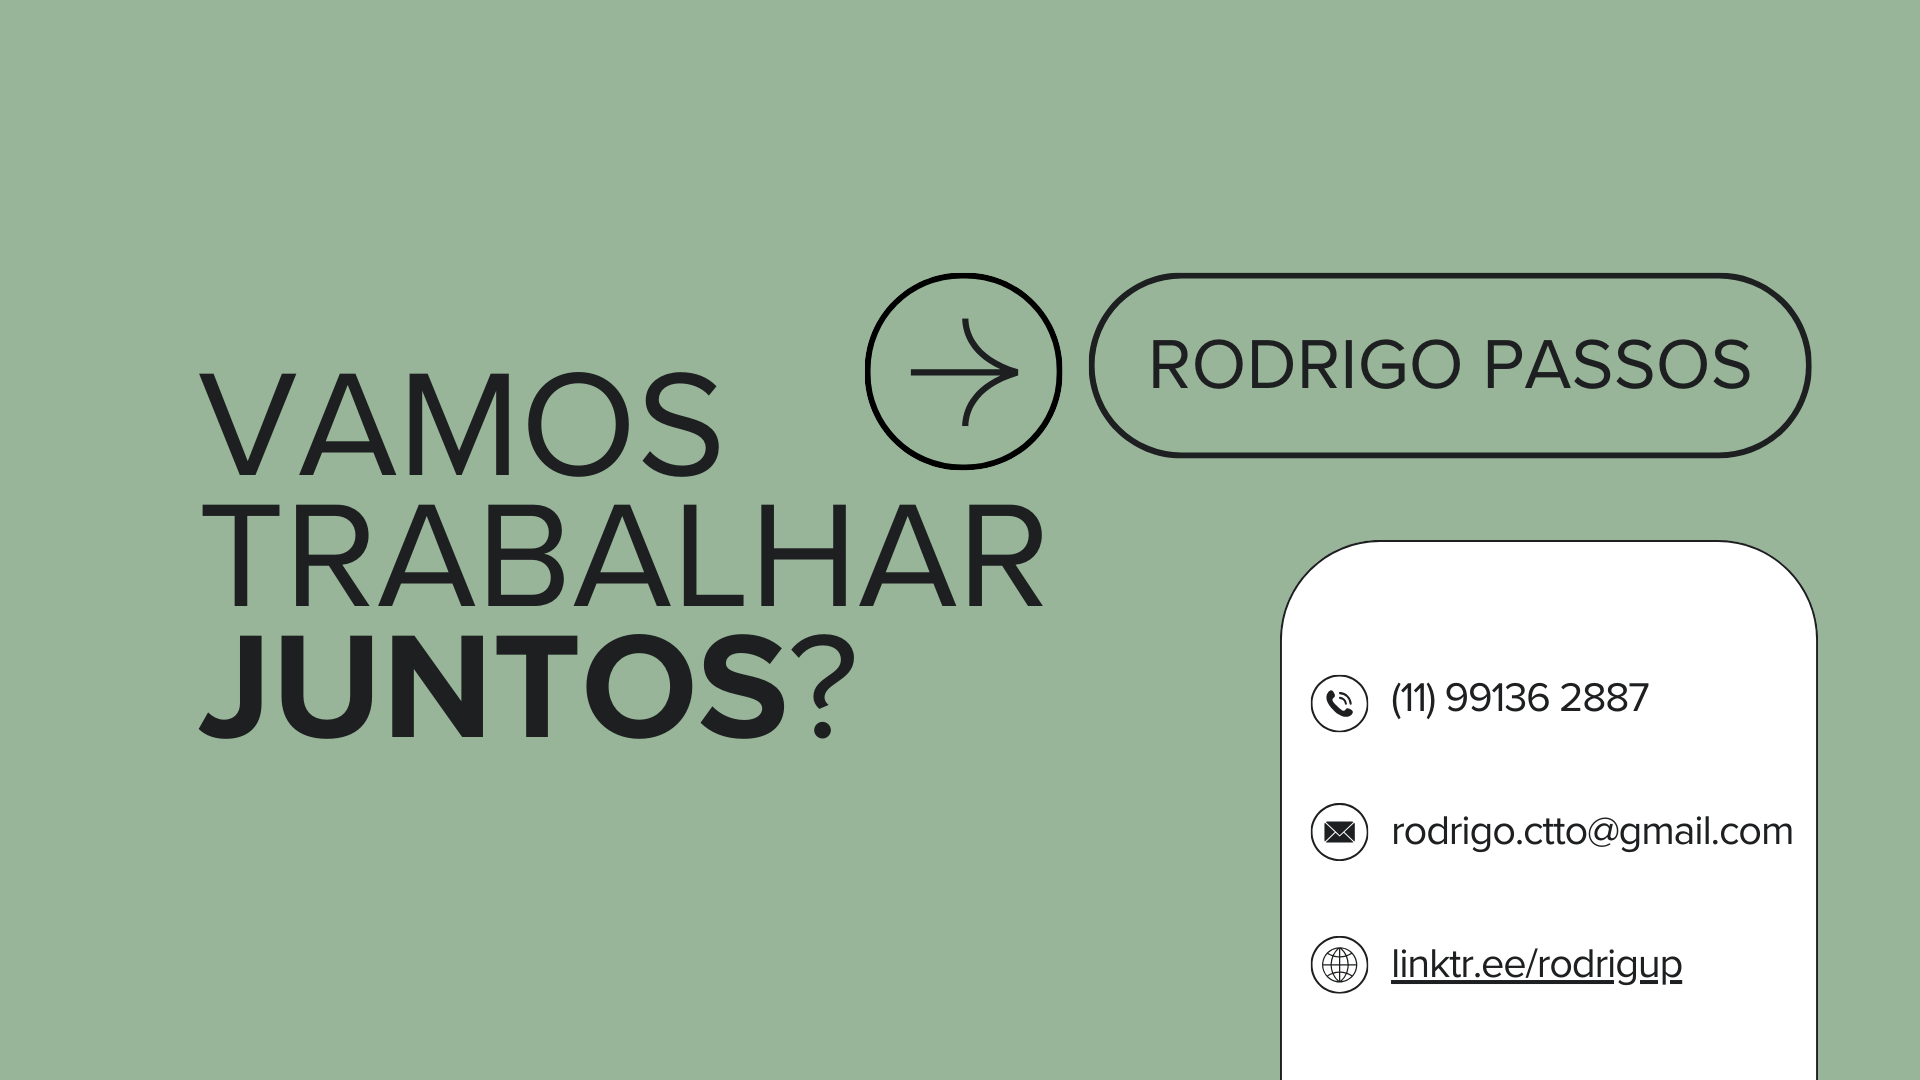 VAMOS
TRABALHAR
JUNTOS?
RODRIGO PASSOS
(11) 99136 2887
rodrigo.ctto@gmail.com
linktr.ee/rodrigup